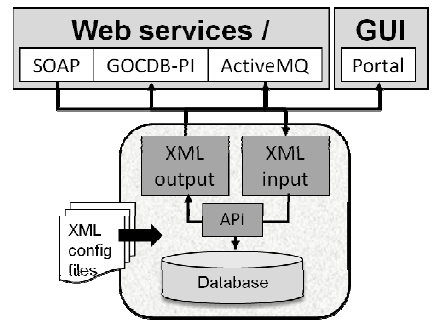 Web services /
GUI
SOAP
GOCDB-PI
ActiveMQ
Portal
XML
output
XML
input
API
XML
config
files
Database